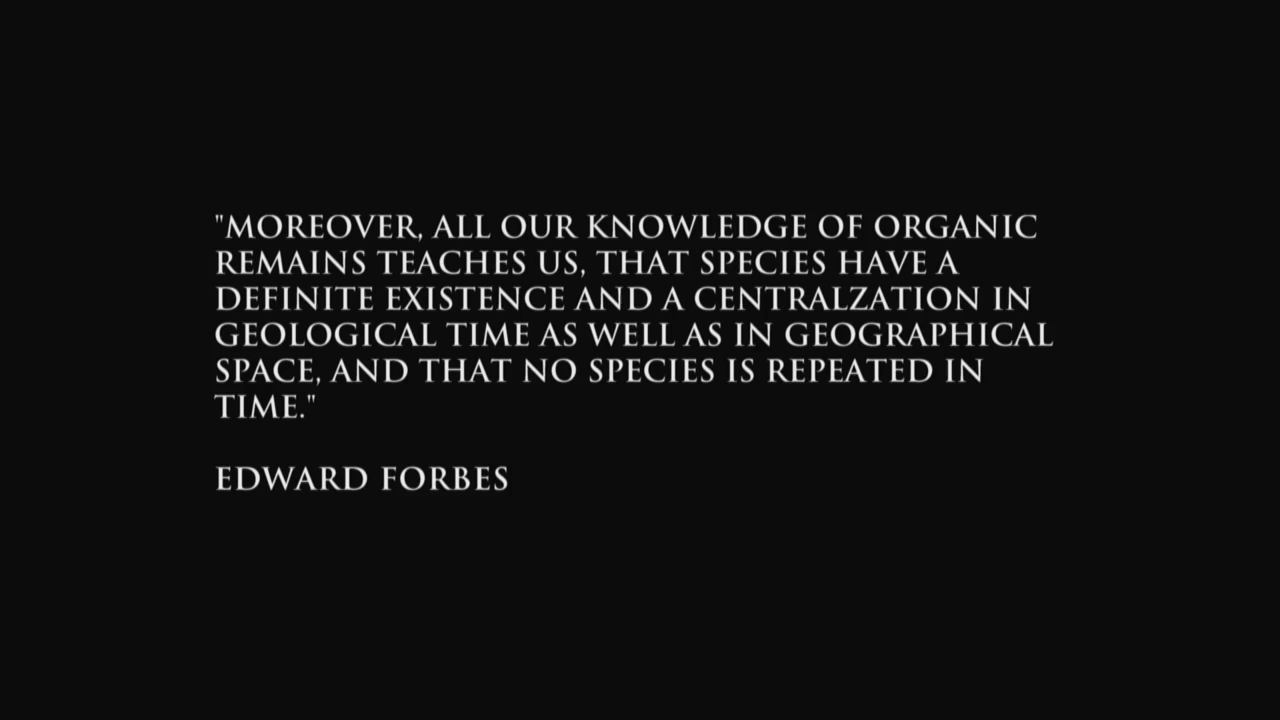 "MOREOVER, ALL OUR KNOWLEDGE OF ORGANIC
REMAINS TEACHES US, THAT SPECIES HAVE A
DEFINITE EXISTENCE AND A CENTRALZATION IN
GEOLOGICAL TIME AS WELL AS IN GEOGRAPHICAL
SPACE, AND THAT NO SPECIES IS REPEATED IN
TIME."
EDWARD FORBES